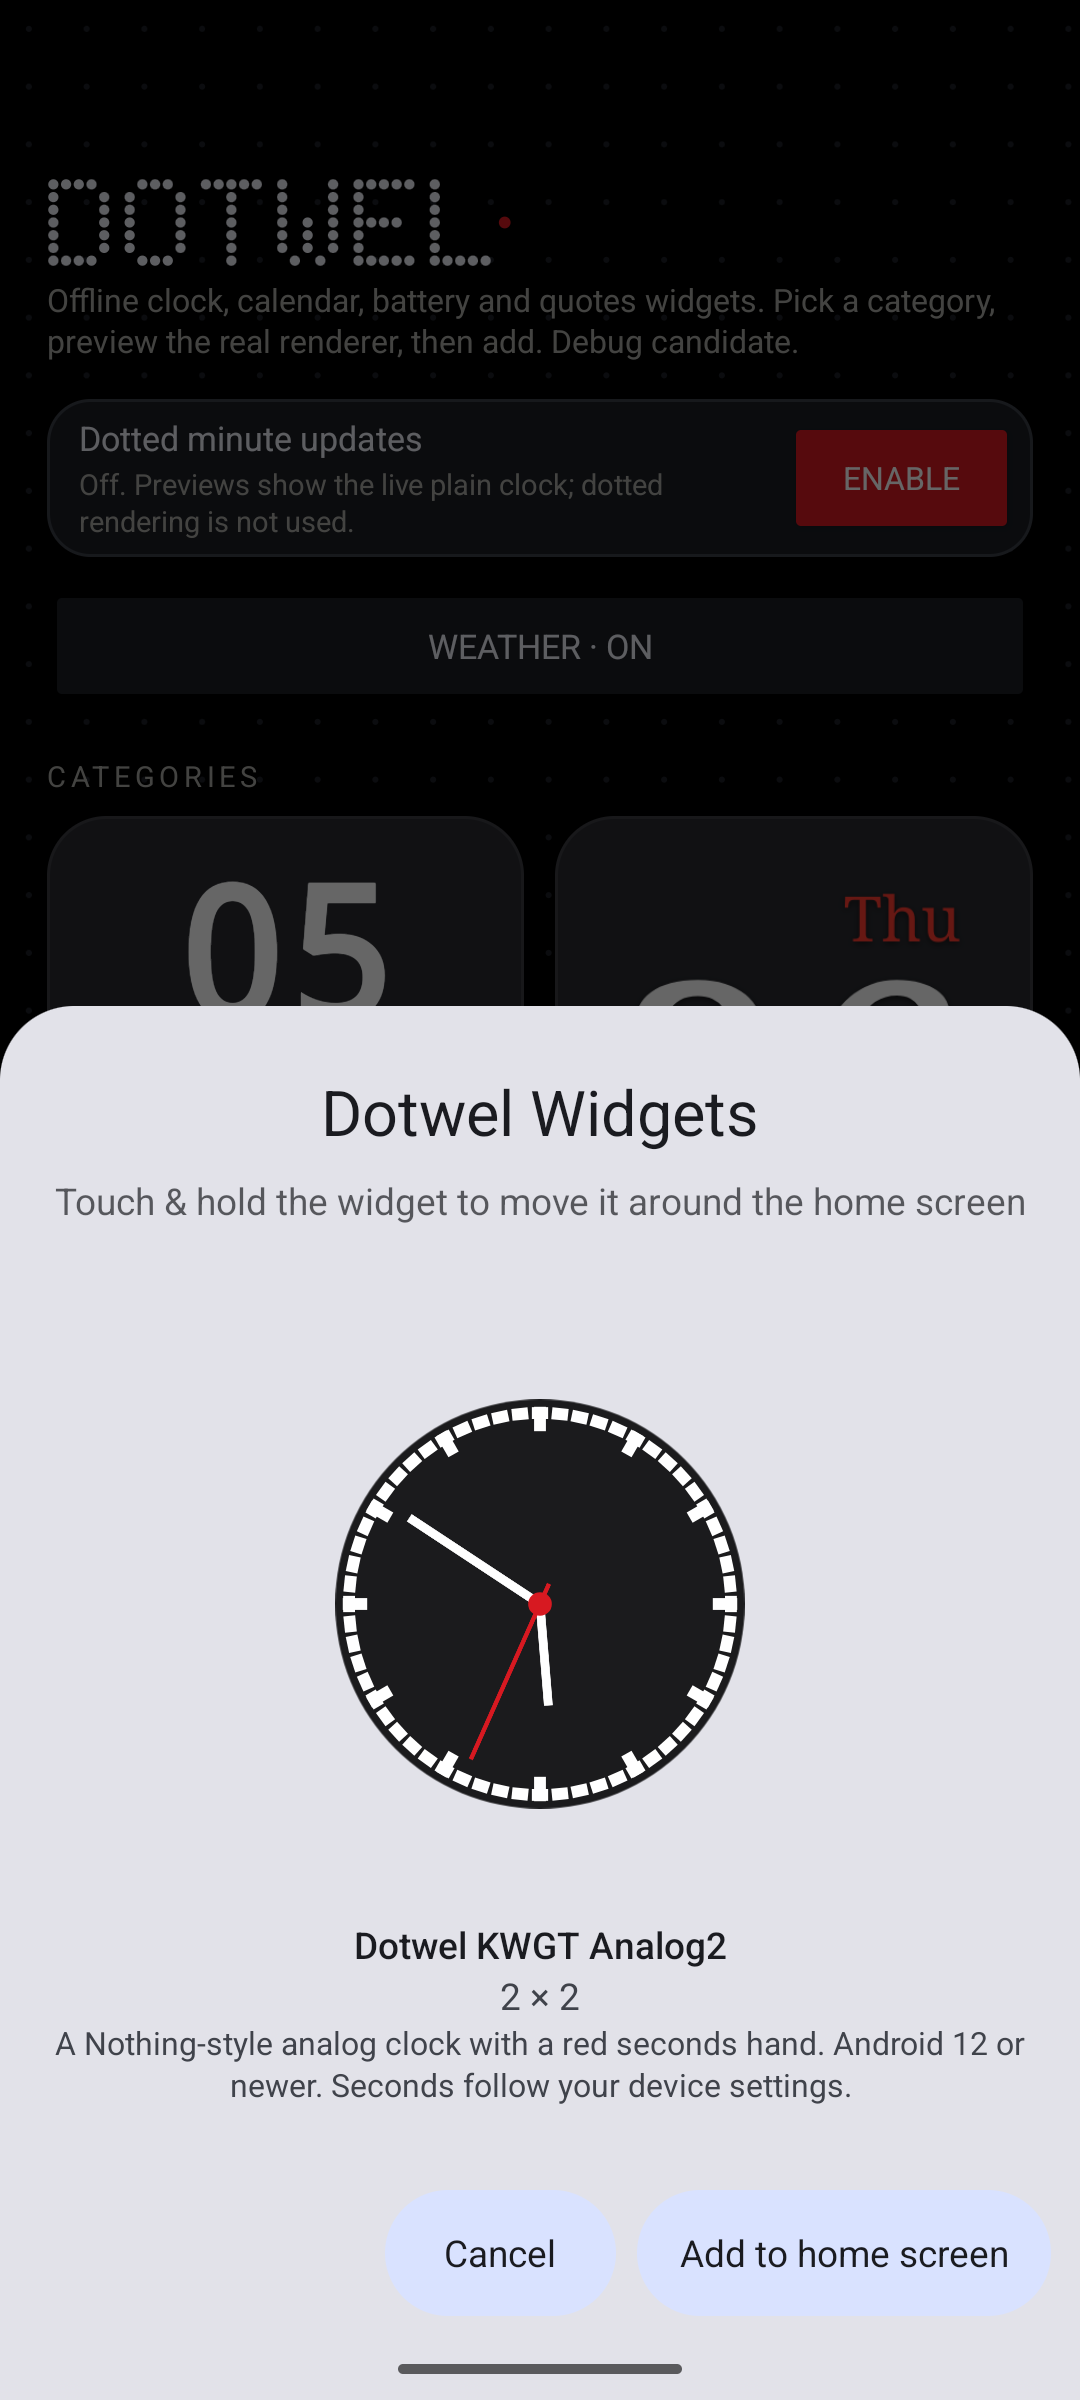 DOTWEL
Offline clock, calendar, battery and quotes widgets. Pick a category,
preview the real renderer, then add. Debug candidate.
Dotted minute updates
Off. Previews show the live plain clock; dotted
rendering is not used.
ENABLE
WEATHER · ON
CATEGORIES
05
Thu
Dotwel Widgets
Touch & hold the widget to move it around the home screen
Dotwel KWGT Analog2
2 × 2
A Nothing-style analog clock with a red seconds hand. Android 12 or
newer. Seconds follow your device settings.
Cancel
Add to home screen